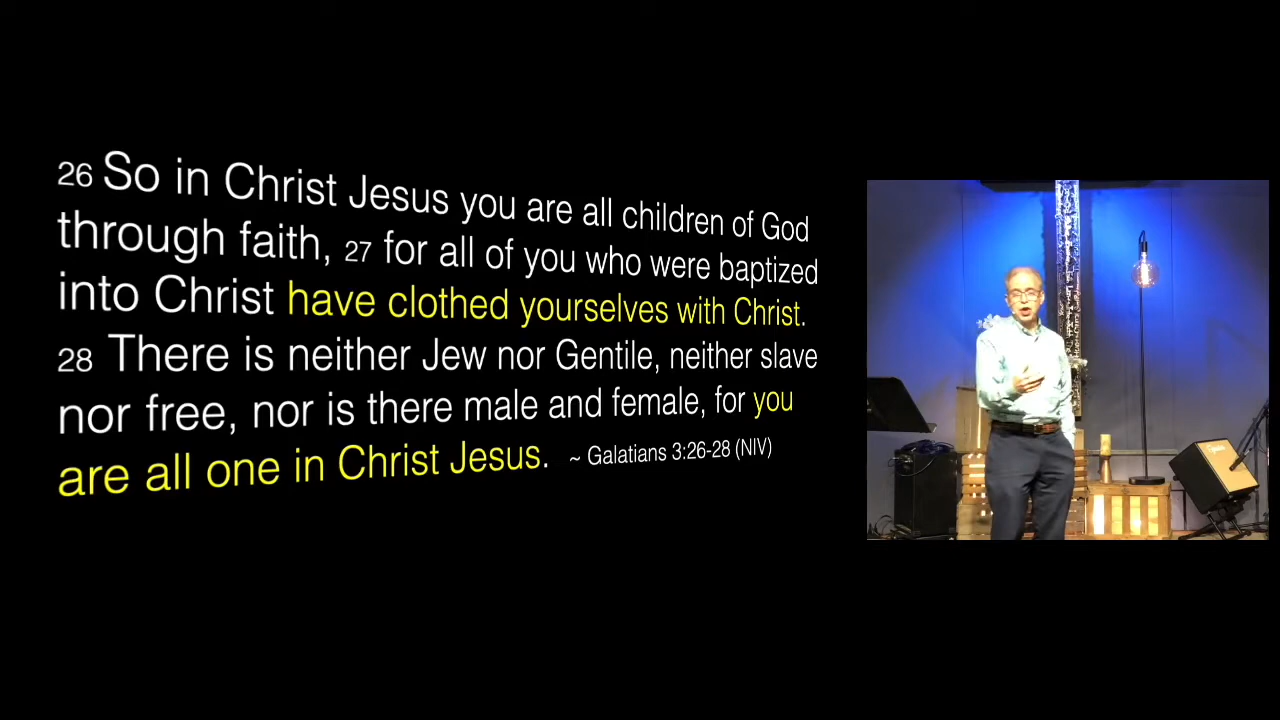 26 So in Christ Jesus you are all children of God
through faith, 27 for all of you who were baptized
into Christ have clothed yourselves with Christ.
28 There is neither Jew nor Gentile, neither slave
nor free, nor is there male and female, for you
are all one in Christ Jesus. ~ Galatians 3:26-28 (NIV)